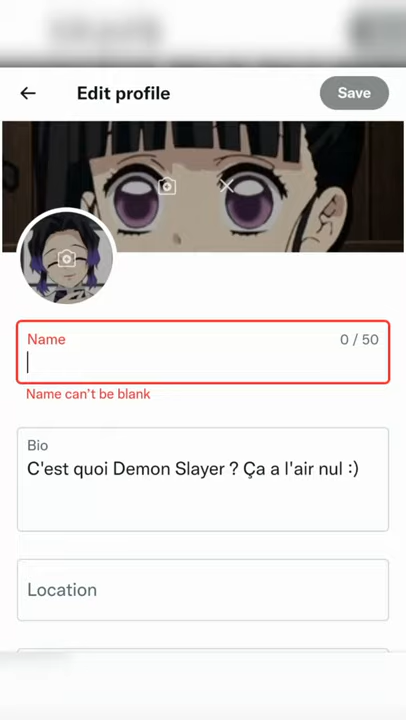 Edit profile
Save
Name
0 / 50
Name can't be blank
Bio
C'est quoi Demon Slayer ? Ça a l'air nul :)
Location